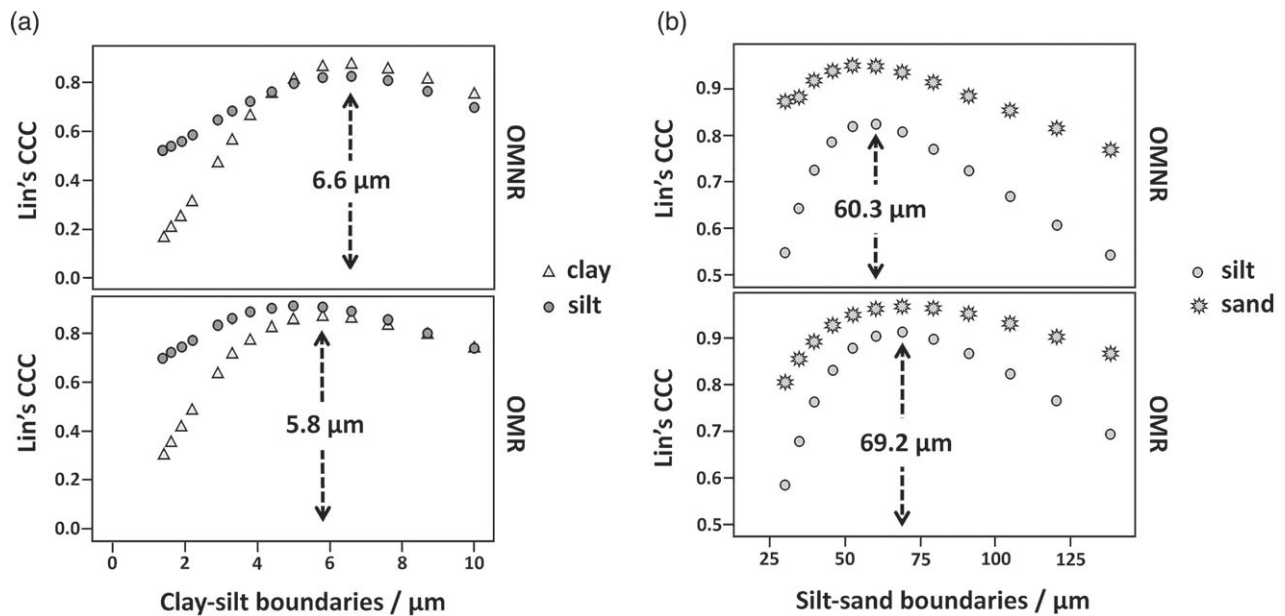 (a)
0.8
0.6
0.4
0.2
0.0
Lin's CCC
6.6 µm
OMNR
clay
silt
0.8
0.6
0.4
0.2
0.0
Lin's CCC
5.8 µm
OMR
0
2
4
6
8
10
Clay-silt boundaries / µm
(b)
0.9
0.8
0.7
0.6
0.5
Lin's CCC
60.3 µm
OMNR
silt
sand
0.9
0.8
0.7
0.6
0.5
Lin's CCC
69.2 µm
OMR
25
50
75
100
125
Silt-sand boundaries / µm